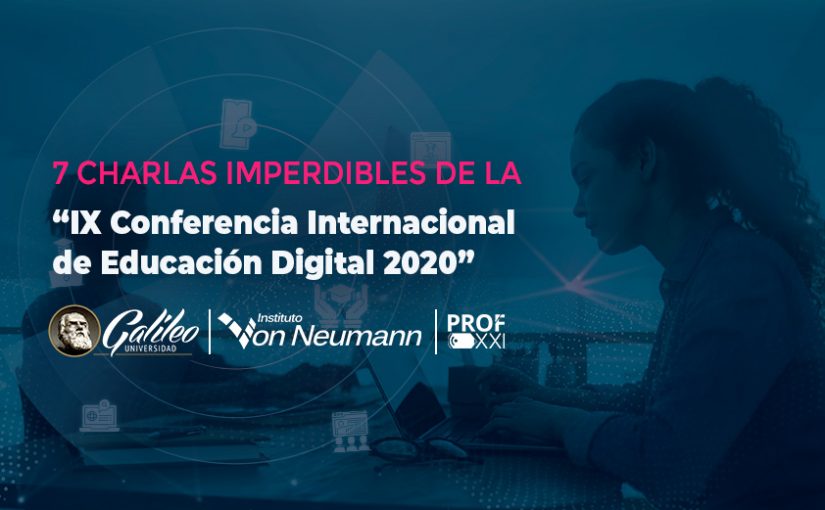 7 CHARLAS IMPERDIBLES DE LA
“IX Conferencia Internacional
de Educación Digital 2020”
Galileo
UNIVERSIDAD
Instituto
Von Neumann
PROF
XXI